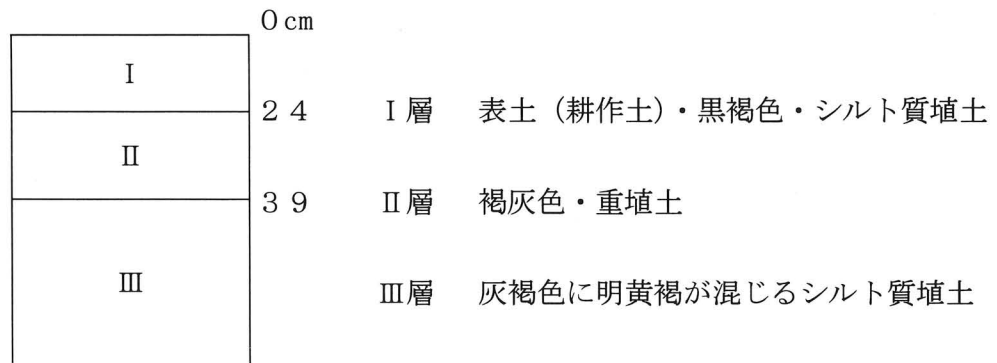 0cm
Ⅰ
24 Ⅰ層 表土（耕作土）・黒褐色・シルト質埴土
Ⅱ
39 Ⅱ層 褐灰色・重埴土
Ⅲ Ⅲ層 灰褐色に明黄褐が混じるシルト質埴土